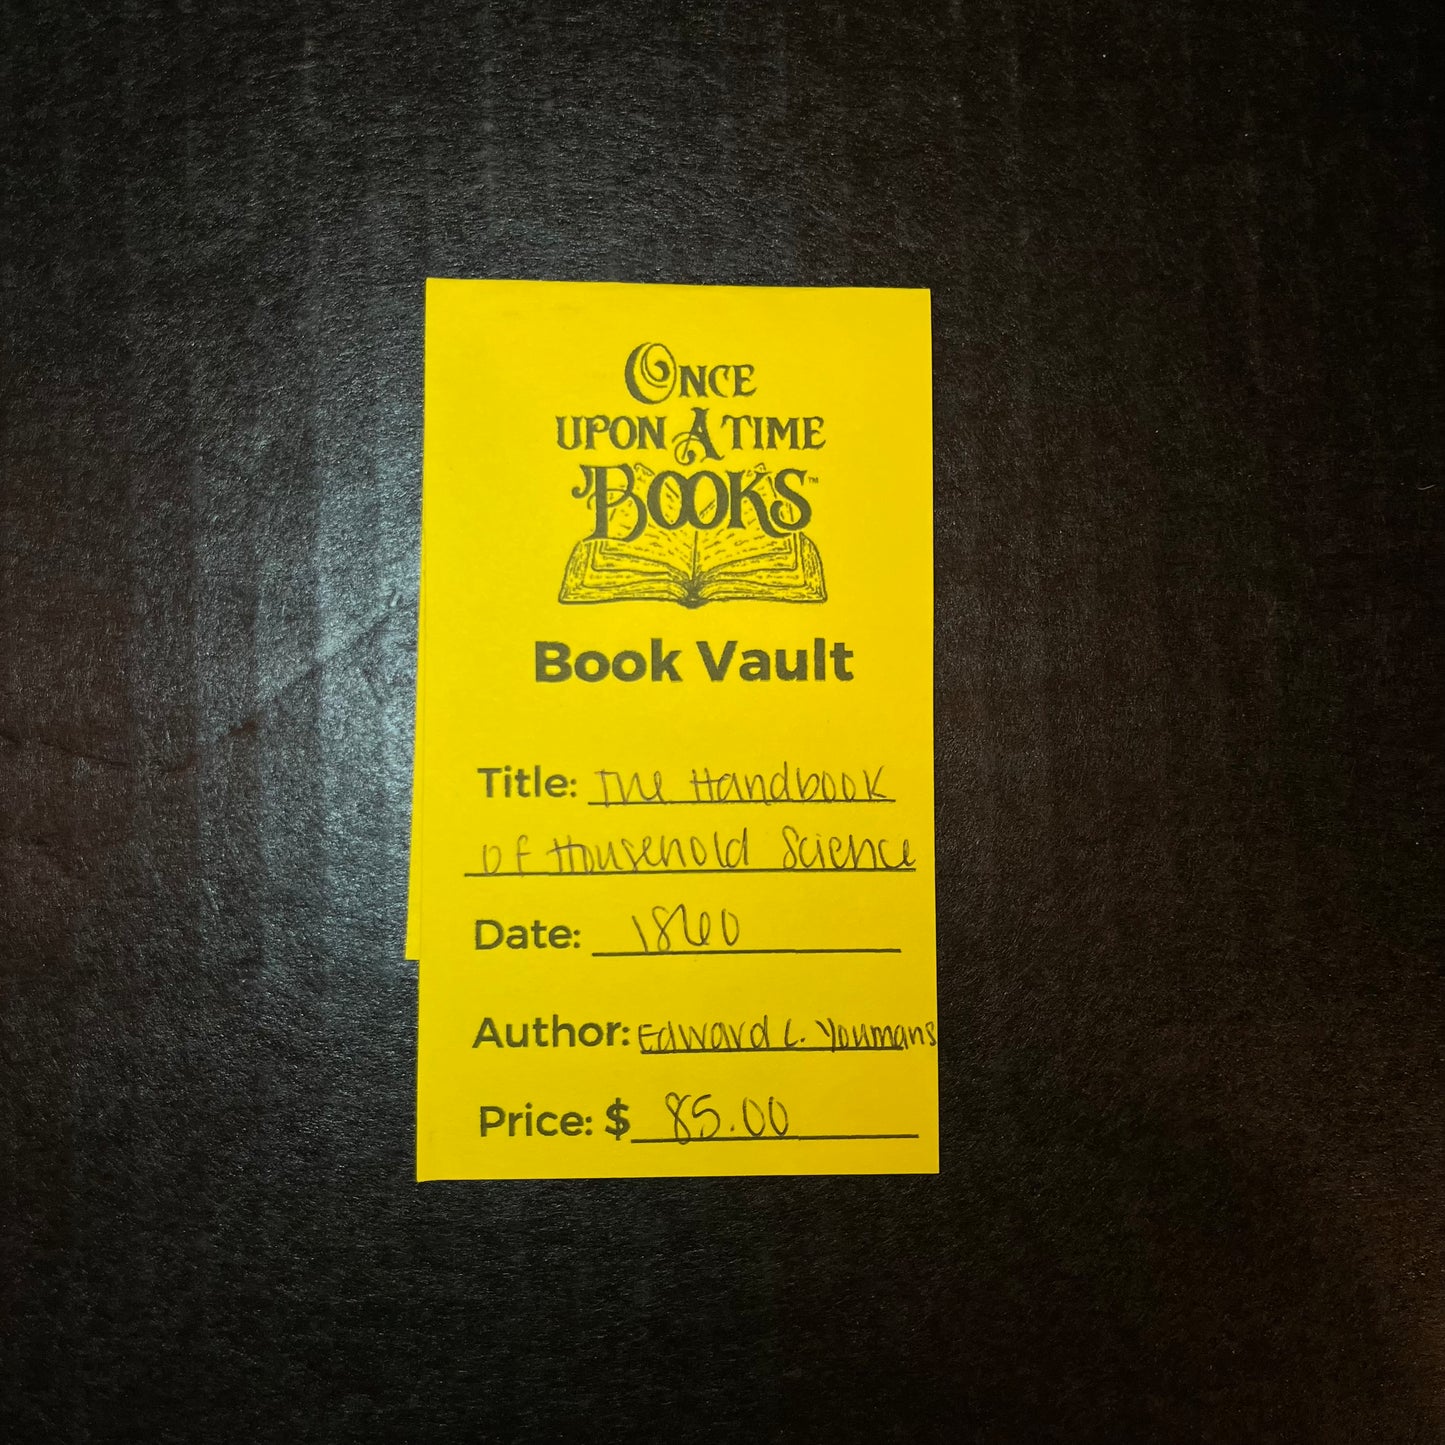 ONCE
UPON A TIME
BOOKS™
Book Vault
Title: The Handbook
of Household Science
Date: 1860
Author: Edward L. Youmans
Price: $ 85.00